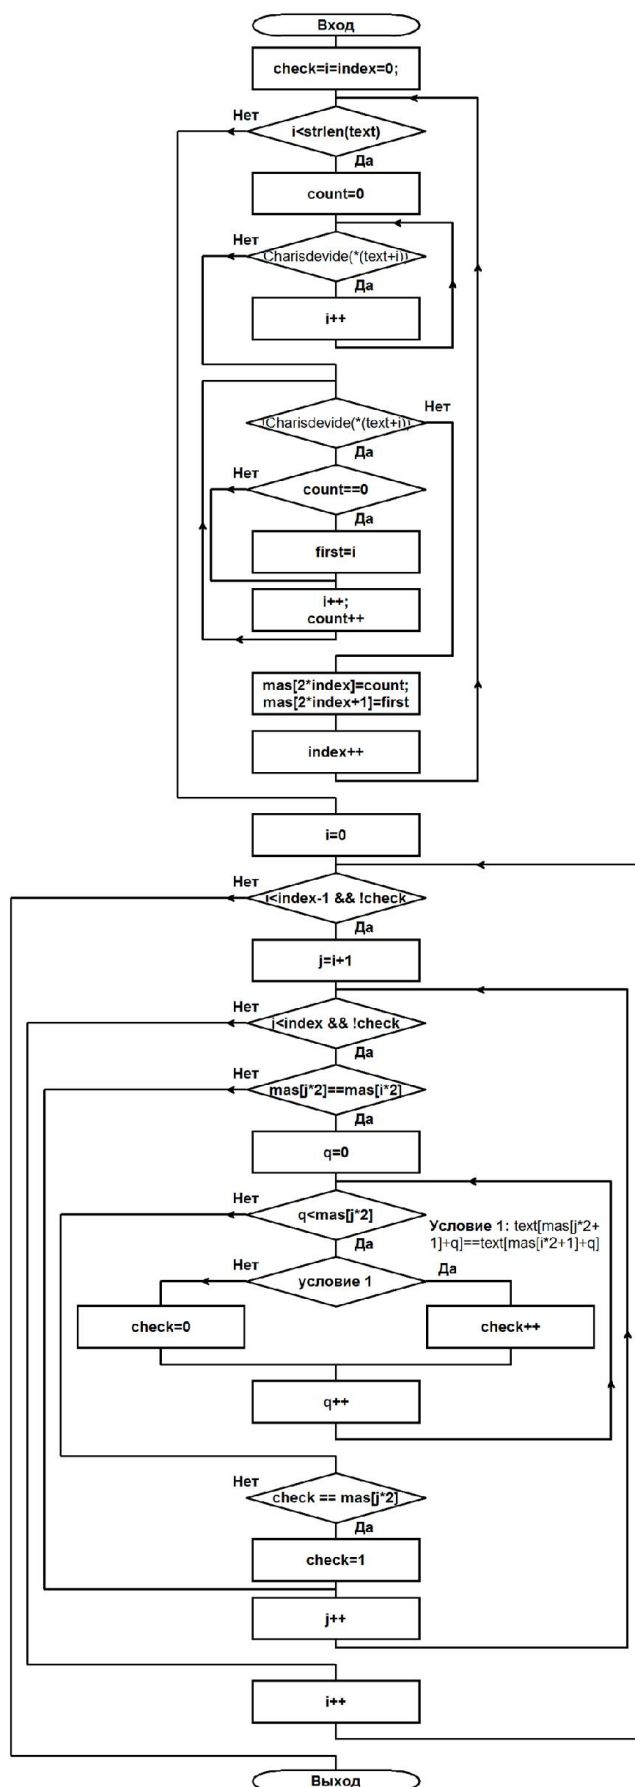 Вход
check=i=index=0;
Нет
i<strlen(text)
Да
count=0
Нет
Charisdevide(*(text+i))
Да
i++
Нет
!Charisdevide(*(text+i))
Да
Нет
count==0
Да
first=i
i++;
count++
mas[2*index]=count;
mas[2*index+1]=first
index++
i=0
Нет
i<index-1 && !check
Да
j=i+1
Нет
j<index && !check
Да
Нет
mas[j*2]==mas[i*2]
Да
q=0
Нет
q<mas[j*2]
Да
Условие 1: text[mas[j*2+
1]+q]==text[mas[i*2+1]+q]
Нет
условие 1
Да
check=0
check++
q++
Нет
check == mas[j*2]
Да
check=1
j++
i++
Выход